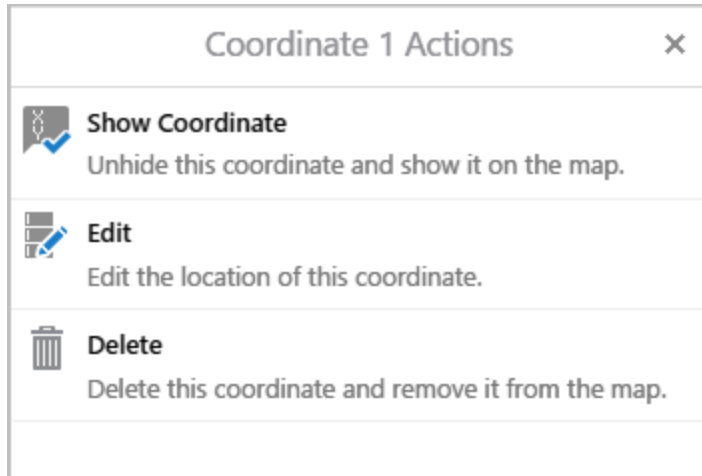 Coordinate 1 Actions
Show Coordinate
Unhide this coordinate and show it on the map.
Edit
Edit the location of this coordinate.
Delete
Delete this coordinate and remove it from the map.